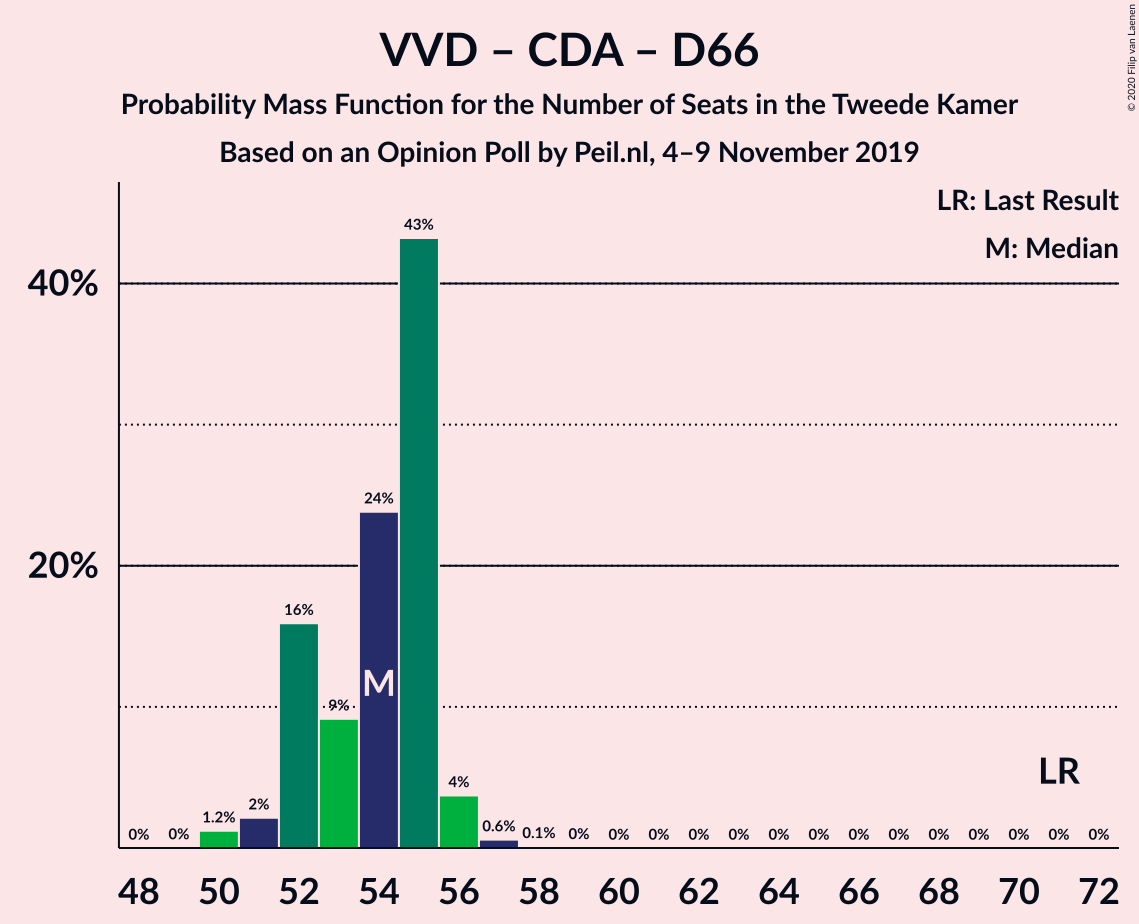 VVD – CDA – D66
Probability Mass Function for the Number of Seats in the Tweede Kamer
Based on an Opinion Poll by Peil.nl, 4–9 November 2019
© 2020 Filip van Laenen
LR: Last Result
M: Median
40%
20%
0% 0% 1.2% 2% 16% 9% 24% 43% 4% 0.6% 0.1% 0% 0% 0% 0% 0% 0% 0% 0% 0% 0% 0% 0% 0% 0%
M
LR
48 50 52 54 56 58 60 62 64 66 68 70 72